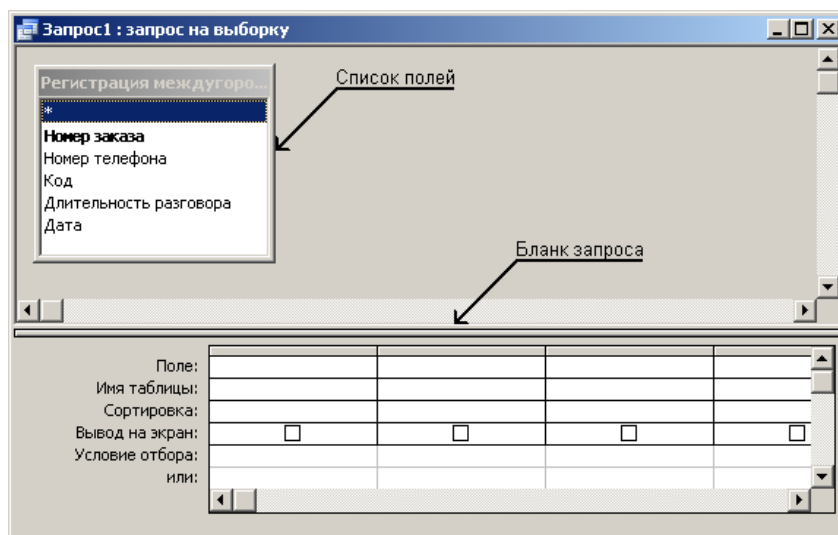 Запрос1 : запрос на выборку
Регистрация междугоро...
Список полей
*
Номер заказа
Номер телефона
Код
Длительность разговора
Дата
Бланк запроса
Поле:
Имя таблицы:
Сортировка:
Вывод на экран:
Условие отбора:
или: